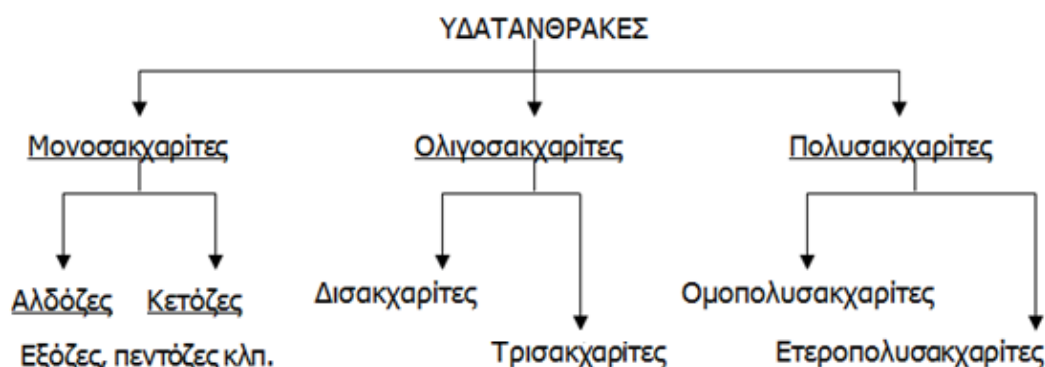 ΥΔΑΤΑΝΘΡΑΚΕΣ
Μονοσακχαρίτες Ολιγοσακχαρίτες Πολυσακχαρίτες
Αλδόζες Κετόζες Δισακχαρίτες Ομοπολυσακχαρίτες
Εξόζες, πεντόζες κλπ. Τρισακχαρίτες Ετεροπολυσακχαρίτες